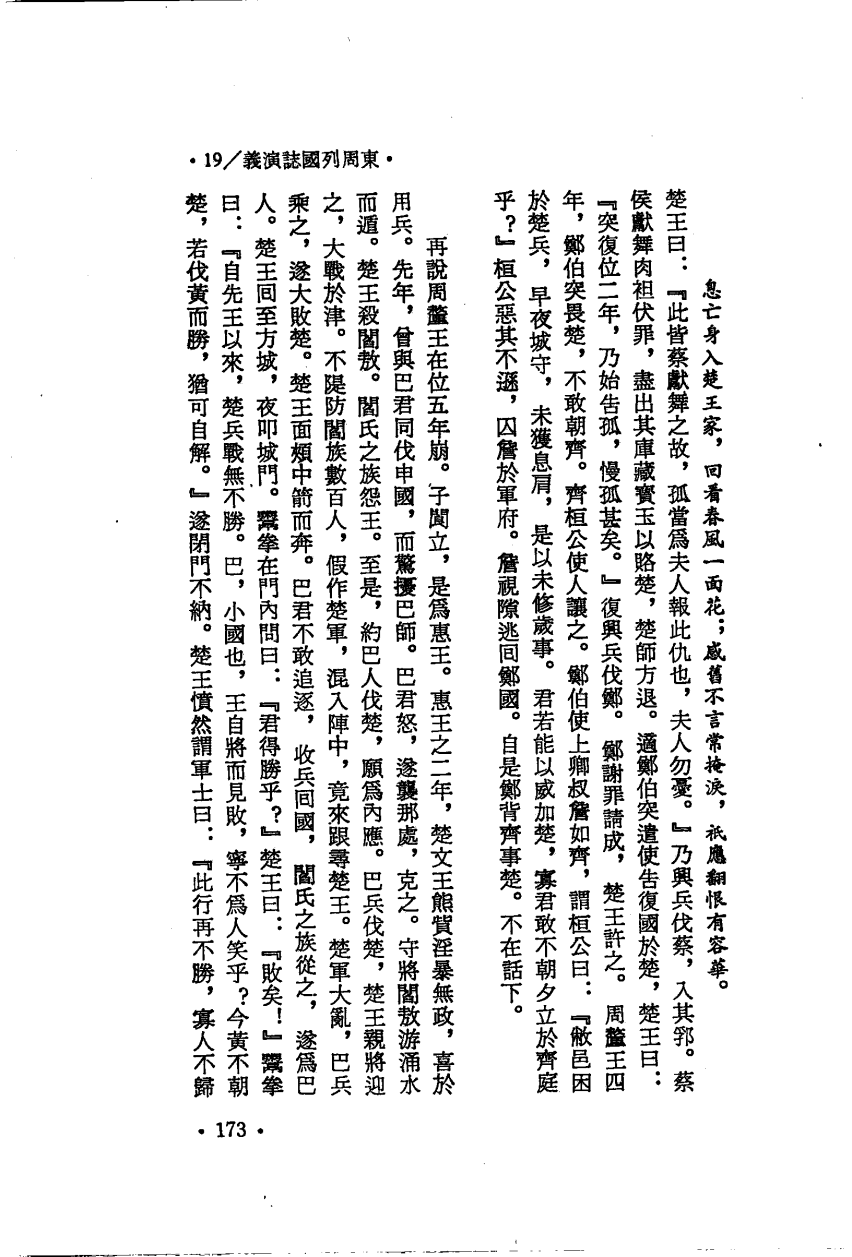 •東周列國誌演義/19•
息亡身入楚王家，回看春風一面花；感舊不言常掩淚，祇應翻恨有容華。
楚王曰：『此皆蔡獻舞之故，孤當爲夫人報此仇也，夫人勿憂。』乃興兵伐蔡，入其郛。蔡
侯獻舞肉袒伏罪，盡出其庫藏寶玉以賂楚，楚師方退。適鄭伯突遣使告復國於楚，楚王曰：
『突復位二年，乃始告孤，慢孤甚矣。』復興兵伐鄭。鄭謝罪請成，楚王許之。周釐王四
年，鄭伯突畏楚，不敢朝齊。齊桓公使人讓之。鄭伯使上卿叔詹如齊，謂桓公曰：『敝邑困
於楚兵，早夜城守，未獲息肩，是以未修歲事。君若能以威加楚，寡君敢不朝夕立於齊庭
乎？』桓公惡其不遜，囚詹於軍府。詹視隙逃回鄭國。自是鄭背齊事楚。不在話下。
再說周釐王在位五年崩。子閬立，是爲惠王。惠王之二年，楚文王熊貲淫暴無政，喜於
用兵。先年，曾與巴君同伐申國，而驚擾巴師。巴君怒，遂襲那處，克之。守將閻敖游涌水
而遁。楚王殺閻敖。閻氏之族怨王。至是，約巴人伐楚，願爲內應。巴兵伐楚，楚王親將迎
之，大戰於津。不隄防閻族數百人，假作楚軍，混入陣中，竟來跟尋楚王。楚軍大亂，巴兵
乘之，遂大敗楚。楚王面頰中箭而奔。巴君不敢追逐，收兵回國，閻氏之族從之，遂爲巴
人。楚王回至方城，夜叩城門。鬻拳在門內問曰：『君得勝乎？』楚王曰：『敗矣！』鬻拳
曰：『自先王以來，楚兵戰無不勝。巴，小國也，王自將而見敗，寧不爲人笑乎？今黃不朝
楚，若伐黃而勝，猶可自解。』遂閉門不納。楚王憤然謂軍士曰：『此行再不勝，寡人不歸
•173•